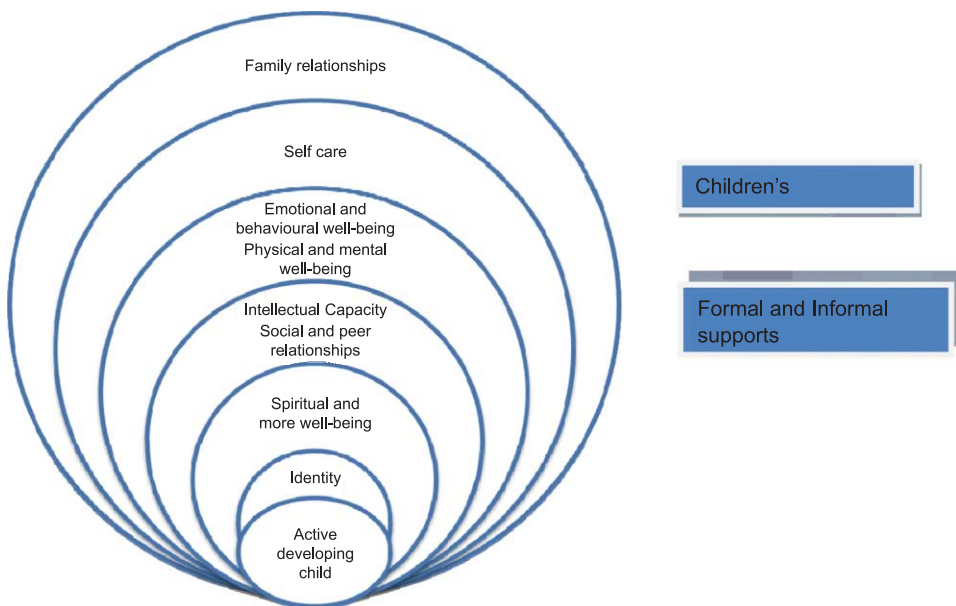 Family relationships
Self care
Emotional and
behavioural well-being
Physical and mental
well-being
Intellectual Capacity
Social and peer
relationships
Spiritual and
more well-being
Identity
Active
developing
child
Children's
Formal and Informal
supports